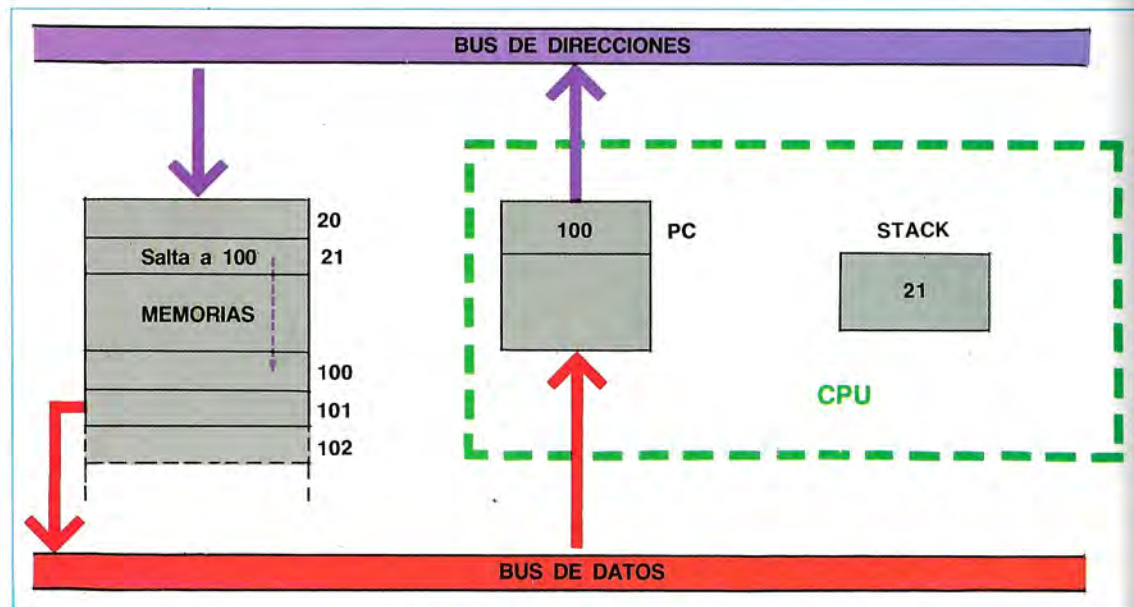 BUS DE DIRECCIONES
20
Salta a 100
21
MEMORIAS
100
101
102
100
PC
STACK
21
CPU
BUS DE DATOS